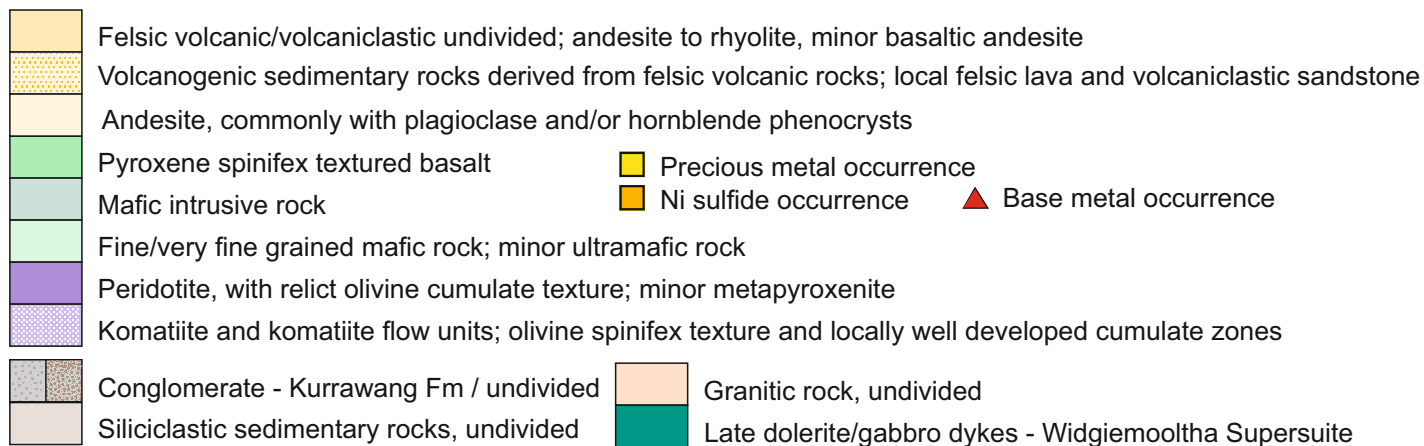 Felsic volcanic/volcaniclastic undivided; andesite to rhyolite, minor basaltic andesite
Volcanogenic sedimentary rocks derived from felsic volcanic rocks; local felsic lava and volcaniclastic sandstone
Andesite, commonly with plagioclase and/or hornblende phenocrysts
Pyroxene spinifex textured basalt
Precious metal occurrence
Mafic intrusive rock
Ni sulfide occurrence
Base metal occurrence
Fine/very fine grained mafic rock; minor ultramafic rock
Peridotite, with relict olivine cumulate texture; minor metapyroxenite
Komatiite and komatiite flow units; olivine spinifex texture and locally well developed cumulate zones
Conglomerate - Kurrawang Fm / undivided
Granitic rock, undivided
Siliciclastic sedimentary rocks, undivided
Late dolerite/gabbro dykes - Widgiemooltha Supersuite